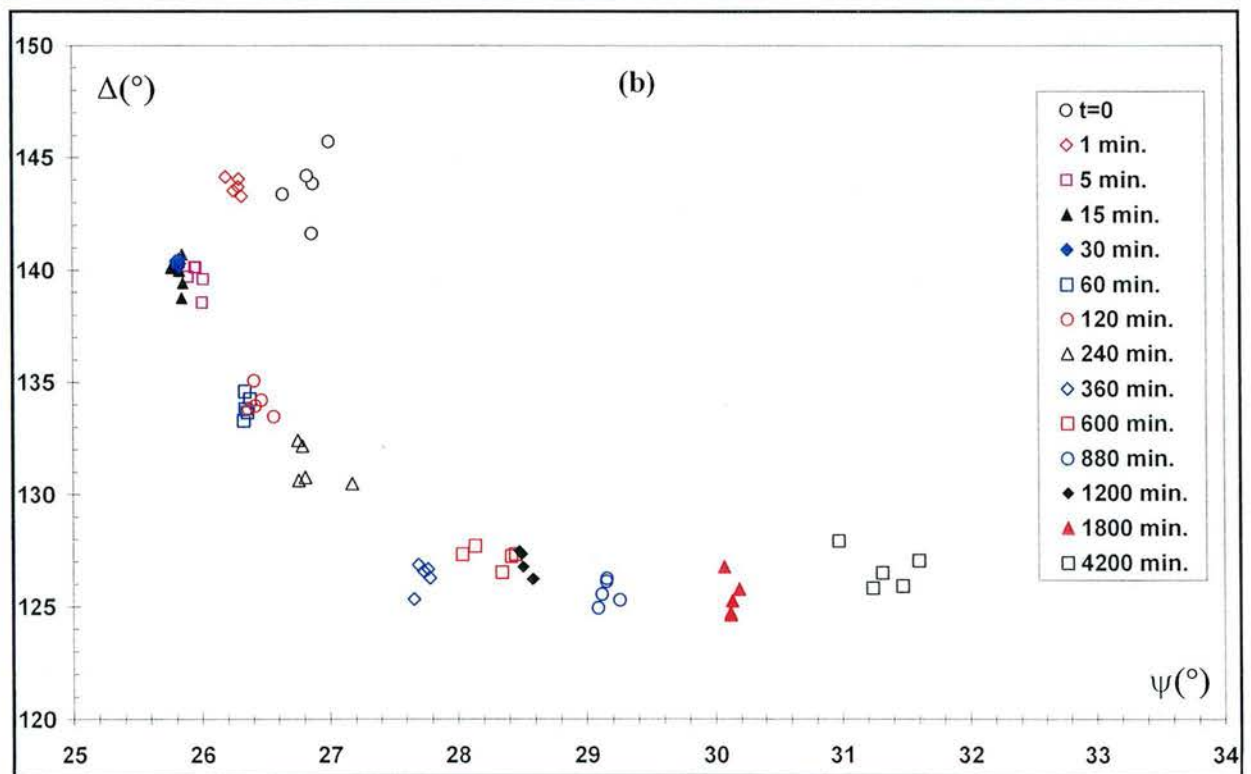 150
Δ(°)
(b)
145
140
135
130
125
120
t=0
1 min.
5 min.
15 min.
30 min.
60 min.
120 min.
240 min.
360 min.
600 min.
880 min.
1200 min.
1800 min.
4200 min.
ψ(°)
25 26 27 28 29 30 31 32 33 34